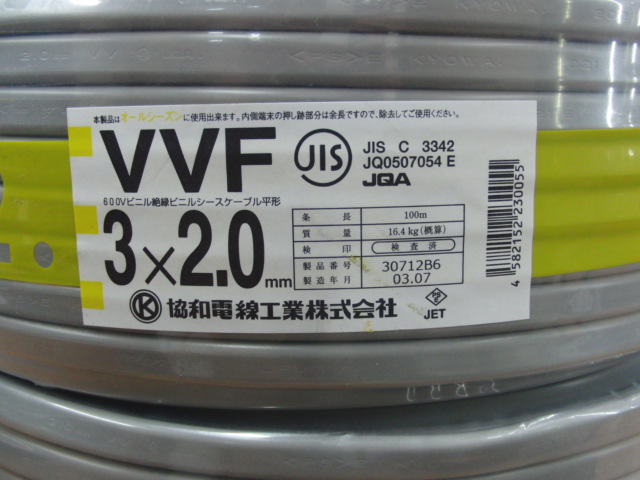 本製品はオールシーズンに使用出来ます。内側端末の押し跡部分は余長ですので、除去してご使用ください。
VVF
JIS
JIS C 3342
JQ0507054 E
JQA
600Vビニル絶縁ビニルシースケーブル平形
3×2.0mm
条長 100m
質量 16.4kg(概算)
検印 検査済
製品番号 30712B6
製造年月 03.07
K 協和電線工業株式会社
PS E
JET
4 582152 230055